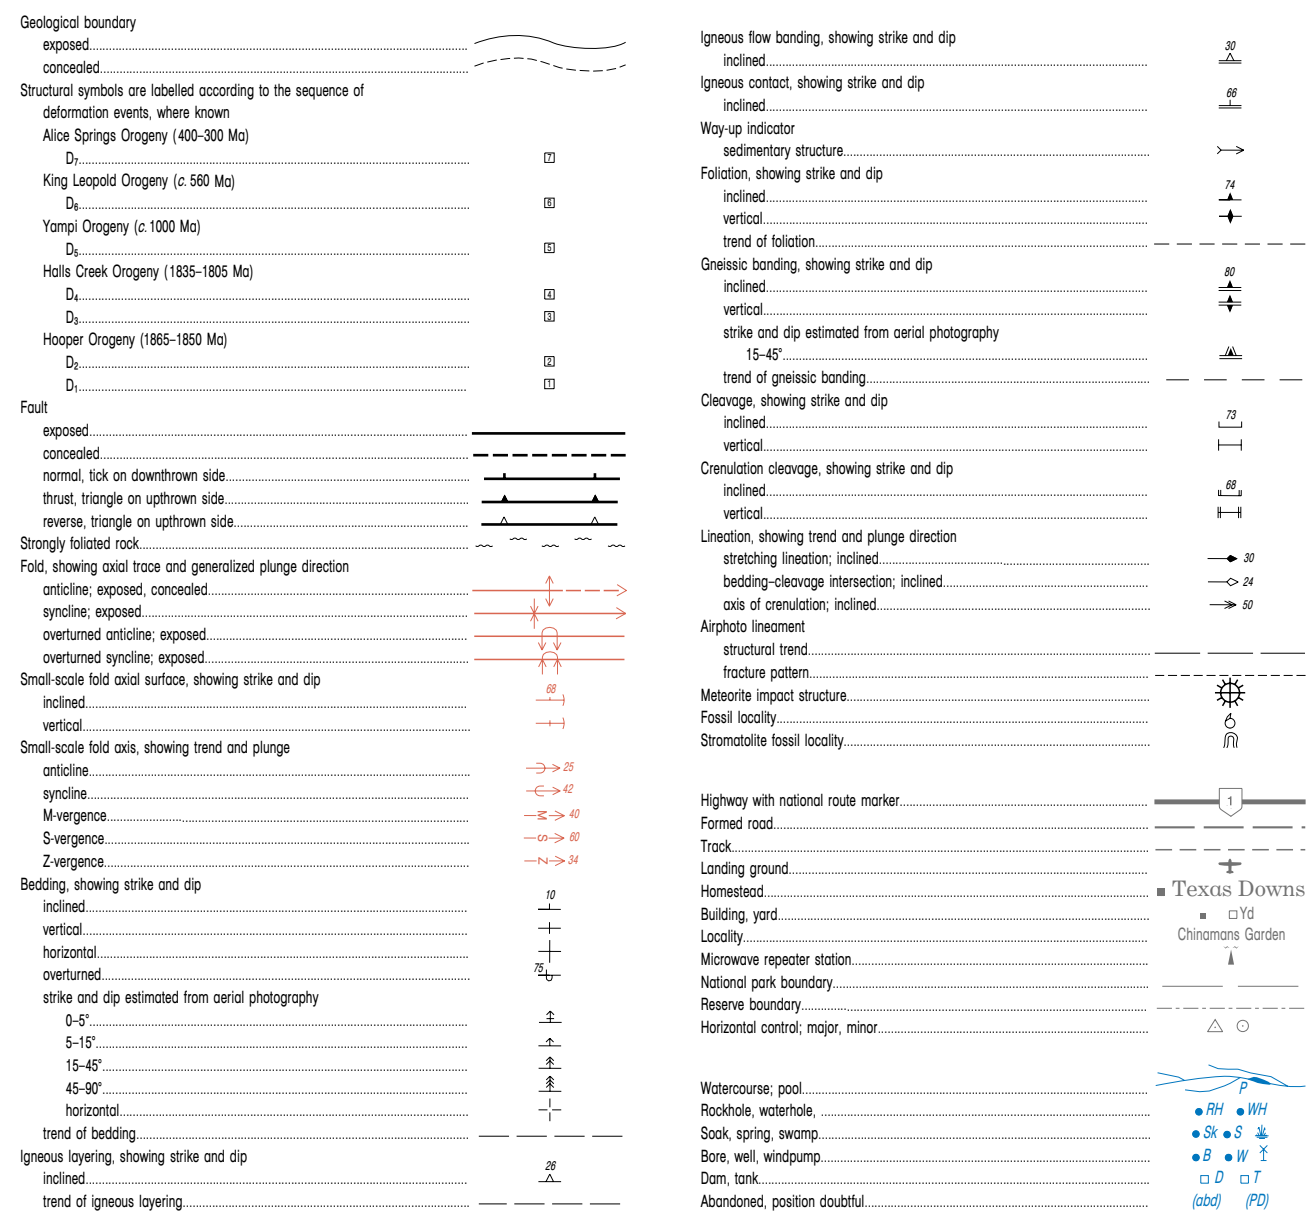 Geological boundary
exposed
concealed
Structural symbols are labelled according to the sequence of
deformation events, where known
Alice Springs Orogeny (400–300 Ma)
D₇ 7
King Leopold Orogeny (c. 560 Ma)
D₆ 6
Yampi Orogeny (c. 1000 Ma)
D₅ 5
Halls Creek Orogeny (1835–1805 Ma)
D₄ 4
D₃ 3
Hooper Orogeny (1865–1850 Ma)
D₂ 2
D₁ 1
Fault
exposed
concealed
normal, tick on downthrown side
thrust, triangle on upthrown side
reverse, triangle on upthrown side
Strongly foliated rock
Fold, showing axial trace and generalized plunge direction
anticline; exposed, concealed
syncline; exposed
overturned anticline; exposed
overturned syncline; exposed
Small-scale fold axial surface, showing strike and dip
inclined 68
vertical
Small-scale fold axis, showing trend and plunge
anticline 25
syncline 42
M-vergence M 40
S-vergence S 60
Z-vergence Z 34
Bedding, showing strike and dip
inclined 10
vertical
horizontal
overturned 75
strike and dip estimated from aerial photography
0–5°
5–15°
15–45°
45–90°
horizontal
trend of bedding
Igneous layering, showing strike and dip
inclined 26
trend of igneous layering
Igneous flow banding, showing strike and dip
inclined 30
Igneous contact, showing strike and dip
inclined 66
Way-up indicator
sedimentary structure
Foliation, showing strike and dip
inclined 74
vertical
trend of foliation
Gneissic banding, showing strike and dip
inclined 80
vertical
strike and dip estimated from aerial photography
15–45°
trend of gneissic banding
Cleavage, showing strike and dip
inclined 73
vertical
Crenulation cleavage, showing strike and dip
inclined 68
vertical
Lineation, showing trend and plunge direction
stretching lineation; inclined 30
bedding–cleavage intersection; inclined 24
axis of crenulation; inclined 50
Airphoto lineament
structural trend
fracture pattern
Meteorite impact structure
Fossil locality
Stromatolite fossil locality
Highway with national route marker 1
Formed road
Track
Landing ground
Homestead Texas Downs
Building, yard Yd
Locality Chinamans Garden
Microwave repeater station
National park boundary
Reserve boundary
Horizontal control; major, minor
Watercourse; pool P
Rockhole, waterhole, RH WH
Soak, spring, swamp Sk S
Bore, well, windpump B W
Dam, tank D T
Abandoned, position doubtful (abd) (PD)